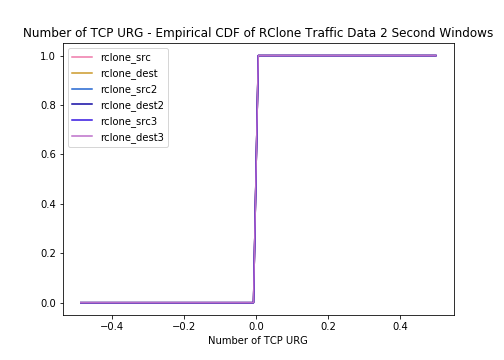 Number of TCP URG - Empirical CDF of RClone Traffic Data 2 Second Windows
1.0
0.8
0.6
0.4
0.2
0.0
rclone_src
rclone_dest
rclone_src2
rclone_dest2
rclone_src3
rclone_dest3
−0.4 −0.2 0.0 0.2 0.4
Number of TCP URG